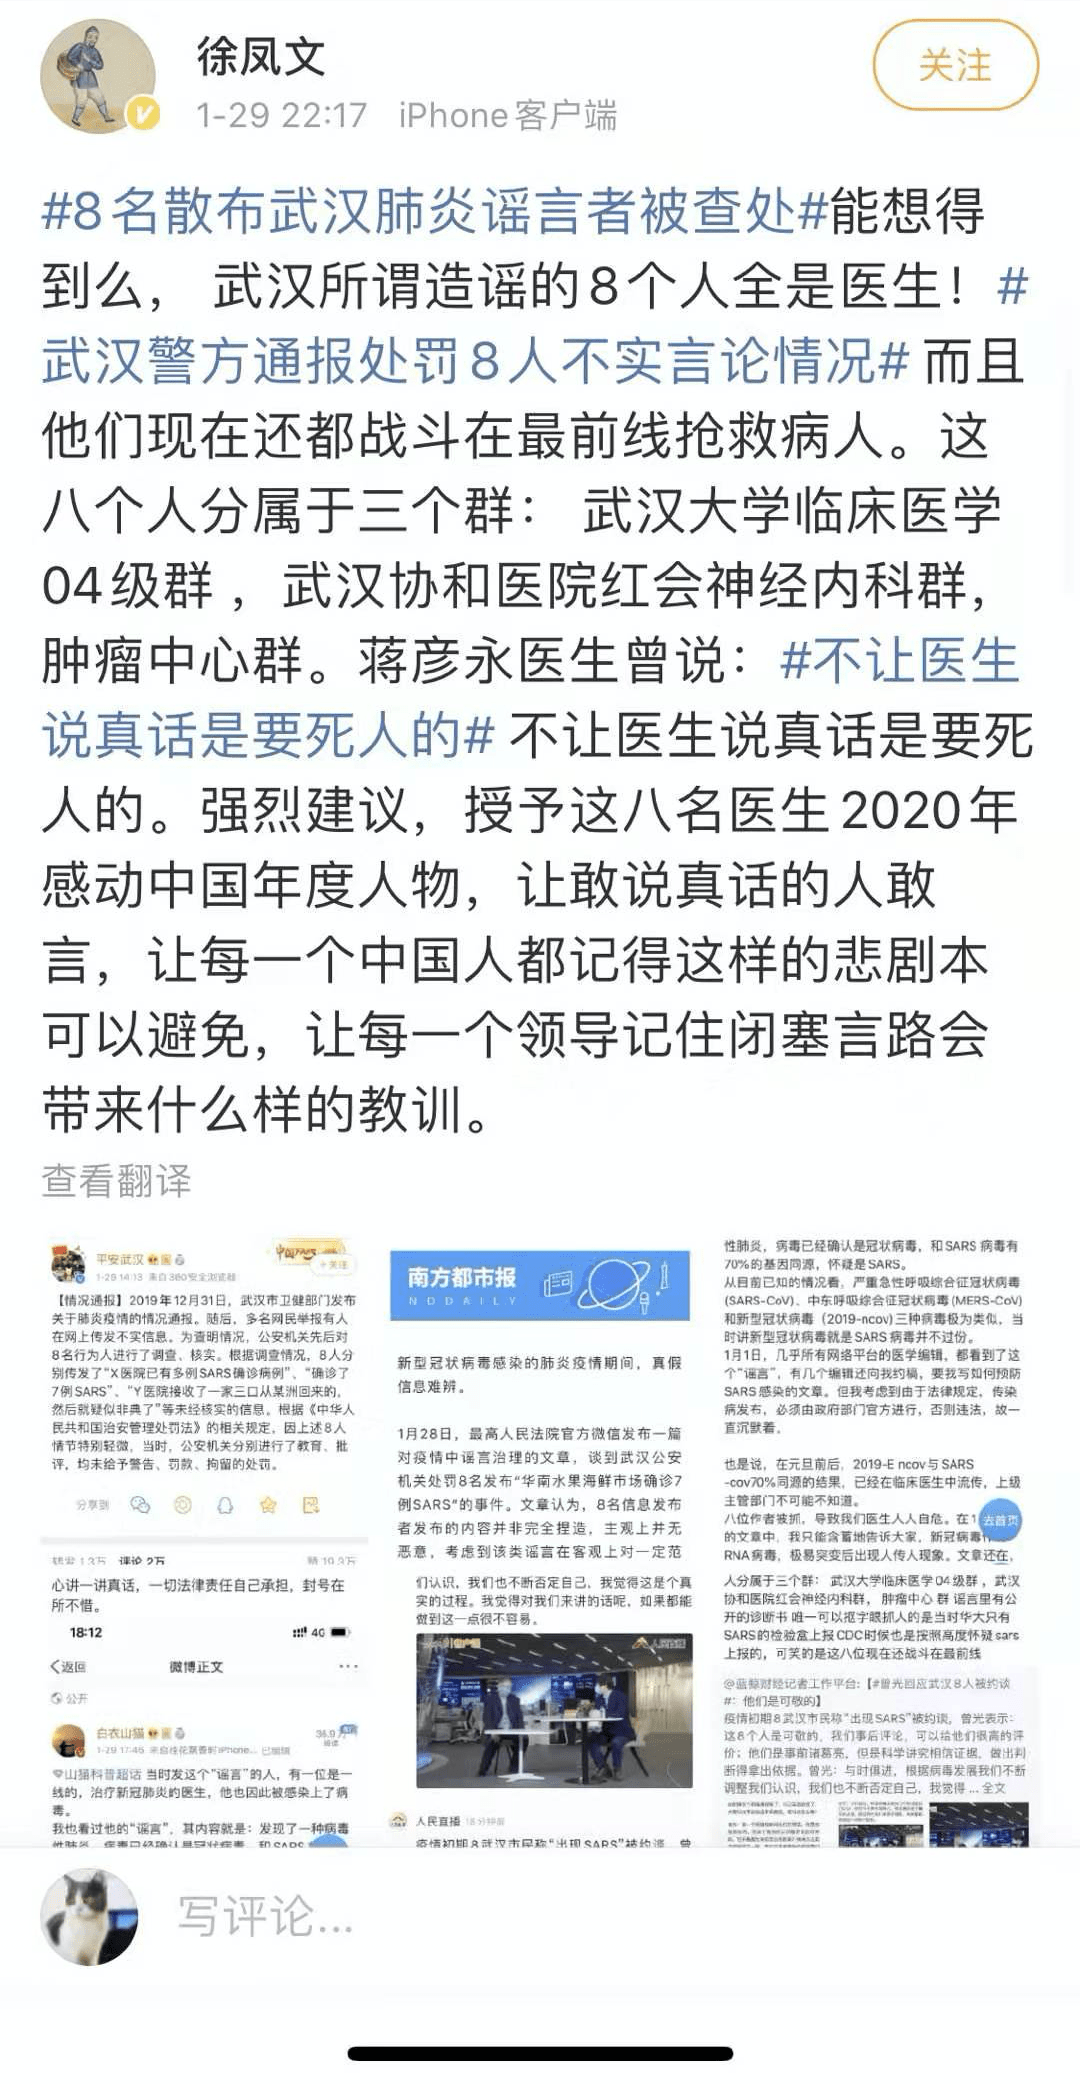 徐凤文
关注
1-29 22:17 iPhone客户端
#8名散布武汉肺炎谣言者被查处#能想得
到么， 武汉所谓造谣的8个人全是医生！#
武汉警方通报处罚8人不实言论情况# 而且
他们现在还都战斗在最前线抢救病人。这
八个人分属于三个群： 武汉大学临床医学
04级群 ，武汉协和医院红会神经内科群，
肿瘤中心群。蒋彦永医生曾说：#不让医生
说真话是要死人的# 不让医生说真话是要死
人的。强烈建议，授予这八名医生2020年
感动中国年度人物，让敢说真话的人敢
言，让每一个中国人都记得这样的悲剧本
可以避免，让每一个领导记住闭塞言路会
带来什么样的教训。
查看翻译
平安武汉
1-29 14:13 来自360安全浏览器
+关注
【情况通报】2019年12月31日，武汉市卫健部门发布
关于肺炎疫情的情况通报。随后，多名网民举报有人
在网上传发不实信息。为查明情况，公安机关先后对
8名行为人进行了调查、核实。根据调查情况，8人分
别传发了“X医院已有多例SARS确诊病例”、“确诊了
7例SARS”、“Y医院接收了一家三口从某洲回来的，
然后就疑似非典了”等未经核实的信息。根据《中华人
民共和国治安管理处罚法》的相关规定，因上述8人
情节特别轻微，当时，公安机关分别进行了教育、批
评，均未给予警告、罚款、拘留的处罚。
分享到
转发 1.3万 评论 2万 赞 19.3万
心讲一讲真话，一切法律责任自己承担，封号在
所不惜。
18:12 4G
返回 微博正文 ...
公开
白衣山猫
1-29 17:46 来自桂花飘香的iPhone... 已编辑
36.9万
阅读
山猫科普超话 当时发这个“谣言”的人，有一位是一
线的，治疗新冠肺炎的医生，他也因此被感染上了病
毒。
我也看过他的“谣言”，其内容就是：发现了一种病毒
性肺炎，病毒已经确认是冠状病毒，和SARS
南方都市报
NDDAILY
新型冠状病毒感染的肺炎疫情期间，真假
信息难辨。
1月28日，最高人民法院官方微信发布一篇
对疫情中谣言治理的文章，谈到武汉公安
机关处罚8名发布“华南水果海鲜市场确诊7
例SARS”的事件。文章认为，8名信息发布
者发布的内容并非完全捏造，主观上并无
恶意，考虑到该类谣言在客观上对一定范
们认识，我们也不断否定自己，我觉得这是个真
实的过程。我觉得对我们来讲的话呢，如果都能
做到这一点很不容易。
人民直播
人民直播 18分钟前
疫情初期8武汉市民称“出现SARS”被约谈，曾
性肺炎，病毒已经确认是冠状病毒，和SARS 病毒有
70%的基因同源，怀疑是SARS。
从目前已知的情况看，严重急性呼吸综合征冠状病毒
(SARS-CoV)、中东呼吸综合征冠状病毒(MERS-CoV)
和新型冠状病毒（2019-ncov)三种病毒极为类似，当
时讲新型冠状病毒就是SARS 病毒并不过份。
1月1日，几乎所有网络平台的医学编辑，都看到了这
个“谣言”，有几个编辑还向我约稿，要我写如何预防
SARS感染的文章。但我考虑到由于法律规定，传染
病发布，必须由政府部门官方进行，否则违法，故一
直沉默着。
也是说，在元旦前后，2019-E ncov与 SARS
-cov70%同源的结果，已经在临床医生中流传，上级
主管部门不可能不知道。
八位作者被抓，导致我们医生人人自危。在1
的文章中，我只能含蓄地告诉大家，新冠病毒
RNA病毒，极易突变后出现人传人现象。文章还在，
去首页
人分属于三个群： 武汉大学临床医学04级群 ，武汉
协和医院红会神经内科群， 肿瘤中心 群 谣言里有公
开的诊断书 唯一可以抠字眼抓人的是当时华大只有
SARS的检验盒上报CDC时候也是按照高度怀疑sars
上报的，可笑的是这八位现在还战斗在最前线
@蓝鲸财经记者工作平台:【#曾光回应武汉8人被约谈
#：他们是可敬的】
疫情初期8武汉市民称“出现SARS”被约谈，曾光表示：
这8个人是可敬的，我们事后评论，可以给他们很高的评
价；他们是事前诸葛亮，但是科学讲究相信证据，做出判
断得拿出依据。曾光：与时俱进，根据病毒发展我们不断
调整我们认识，我们也不断否定自己，我觉得 ... 全文
写评论...